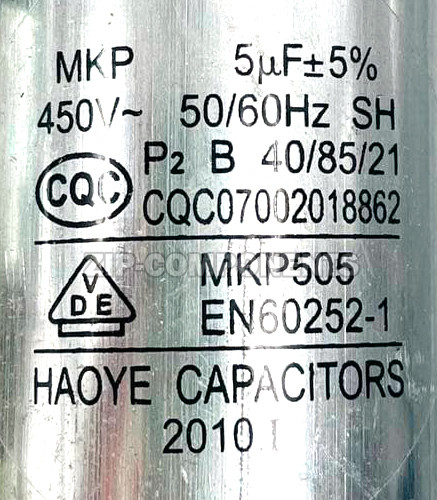 MKP 5µF±5%
450V~ 50/60Hz SH
P2 B 40/85/21
CQC CQC07002018862
VDE MKP505
EN60252-1
HAOYE CAPACITORS
2010